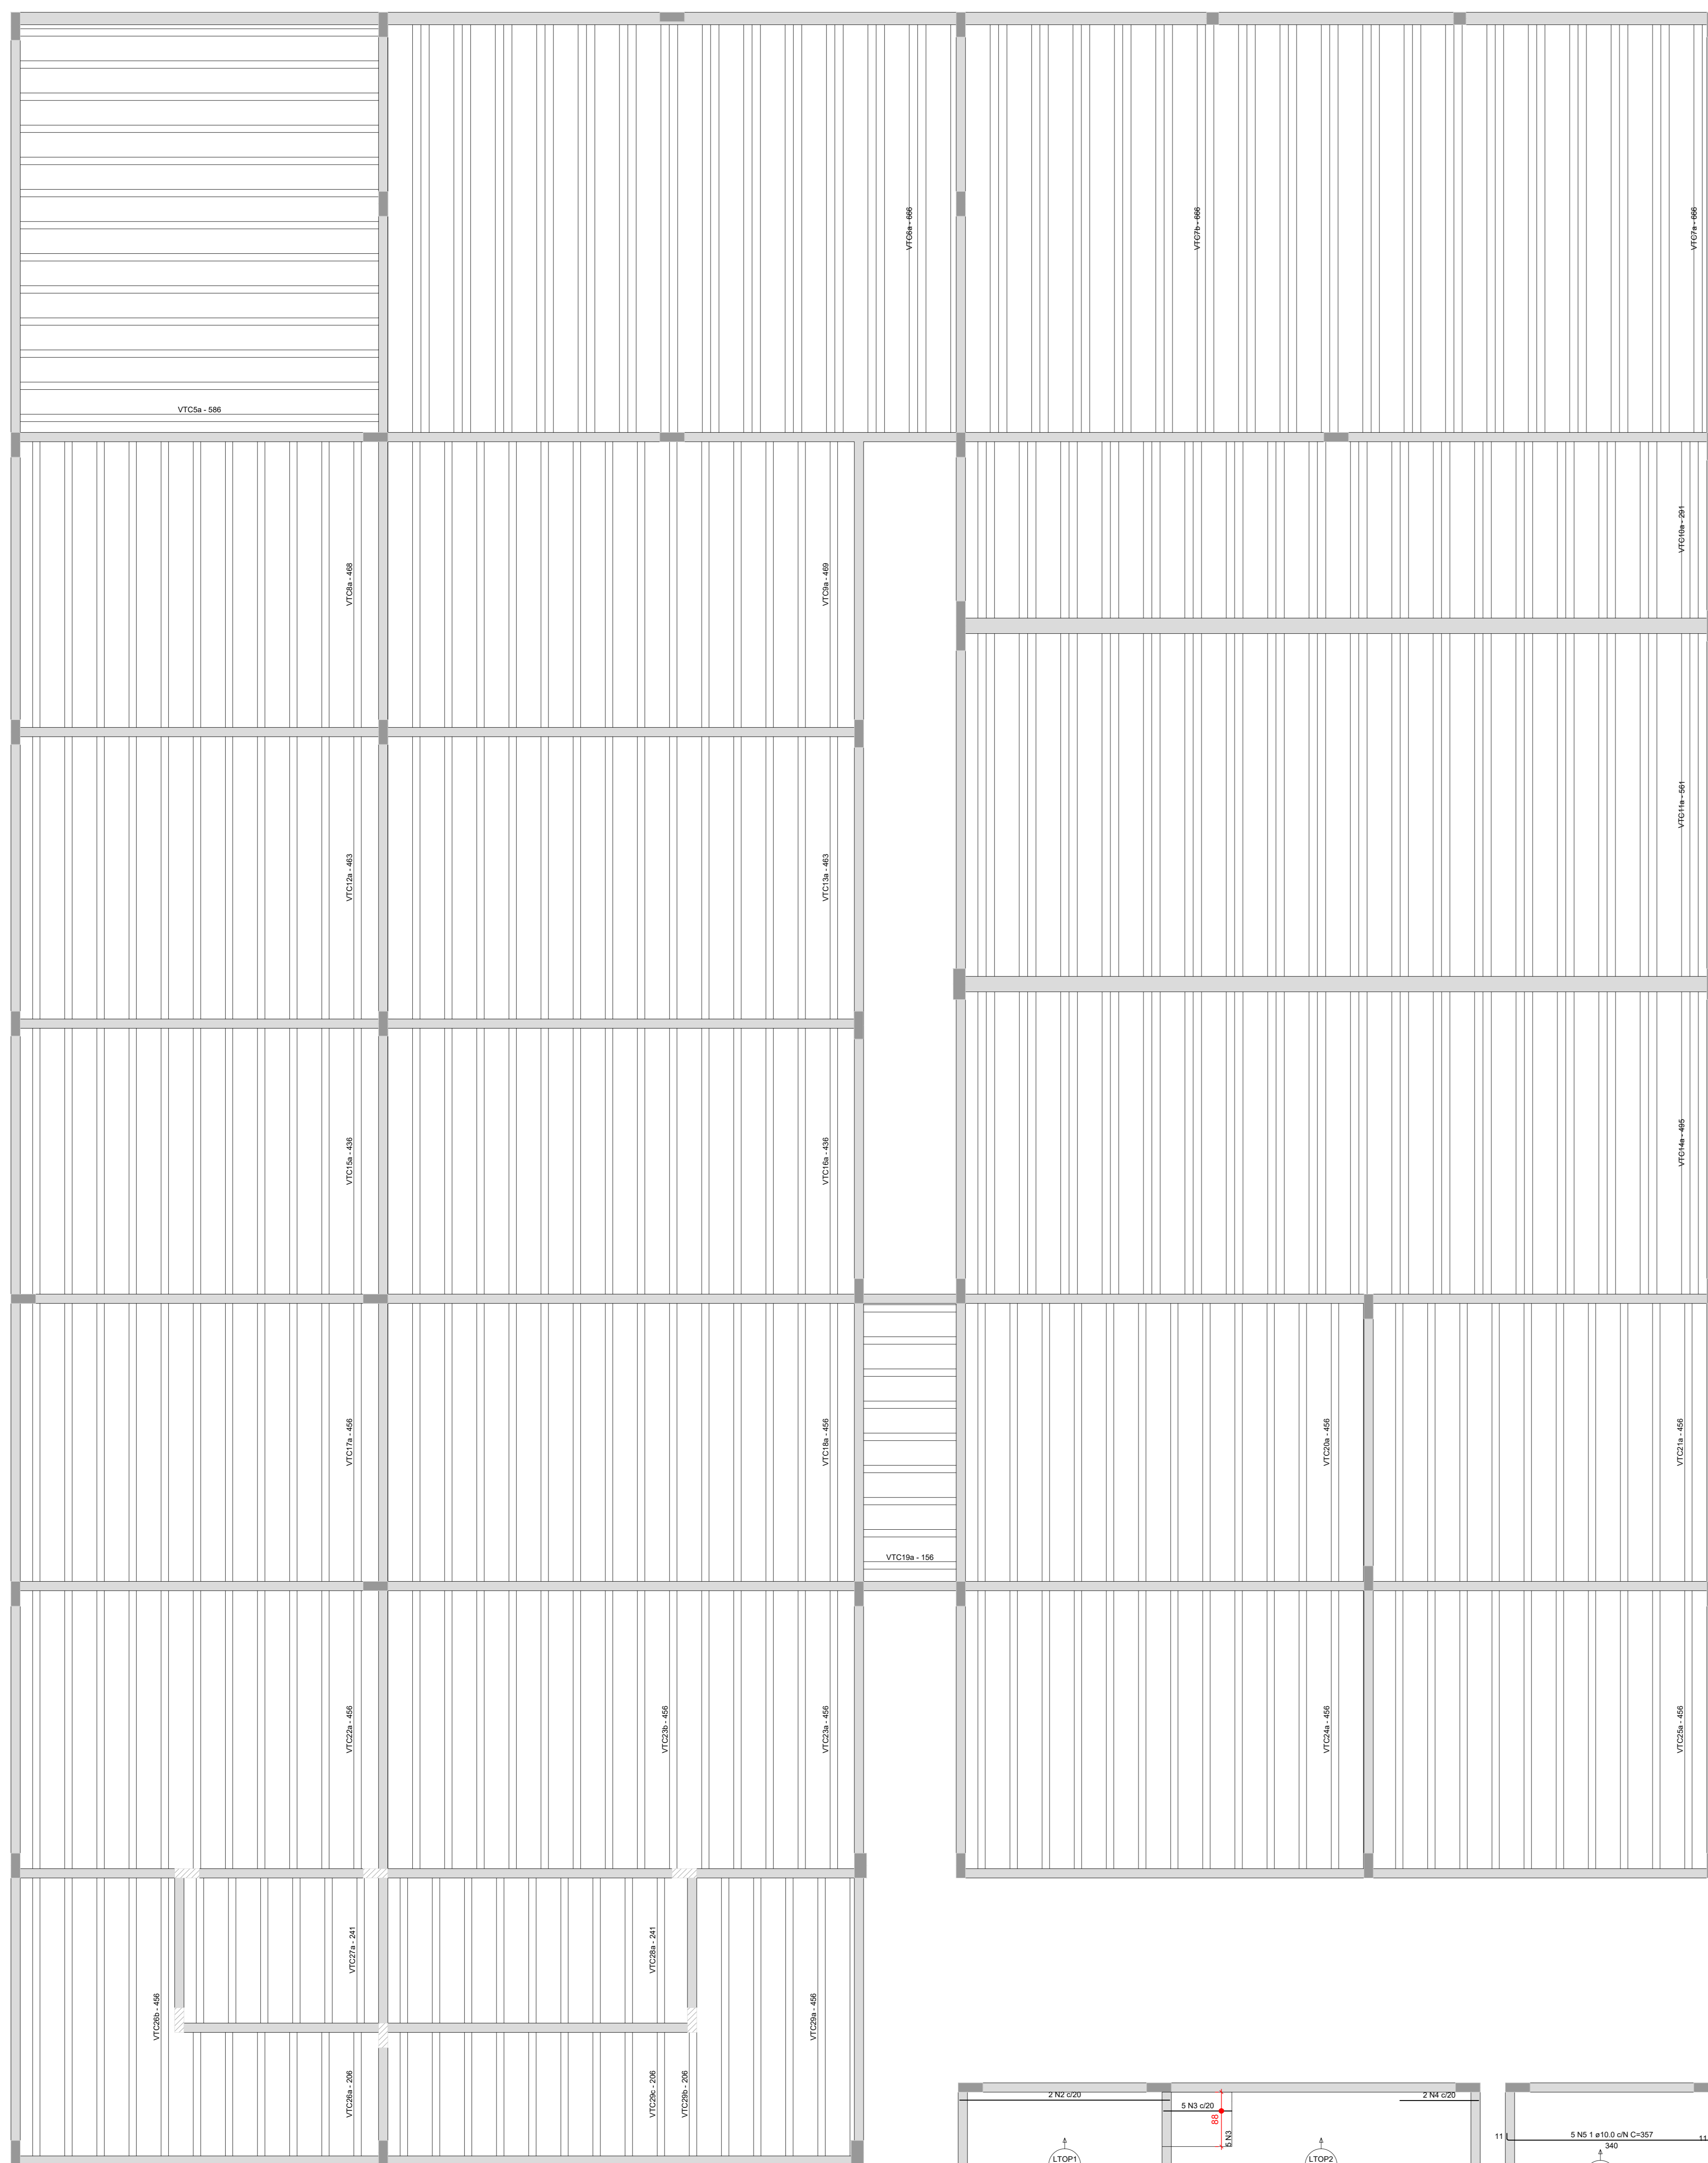 VTC6a - 666
VTC7b - 666
VTC7a - 666
VTC5a - 586
VTC8a - 468
VTC9a - 469
VTC10a - 291
VTC12a - 463
VTC13a - 463
VTC11a - 561
VTC15a - 436
VTC16a - 436
VTC14a - 495
VTC17a - 456
VTC18a - 456
VTC20a - 456
VTC21a - 456
VTC19a - 156
VTC22a - 456
VTC23b - 456
VTC23a - 456
VTC24a - 456
VTC25a - 456
VTC27a - 241
VTC28a - 241
VTC26b - 456
VTC29a - 456
VTC26a - 206
VTC29c - 206
VTC29b - 206
2 N2 c/20
2 N4 c/20
5 N3 c/20
88
5 N3
11
5 N5 1 ø10.0 c/N C=357
11
340
LTOP1
LTOP2